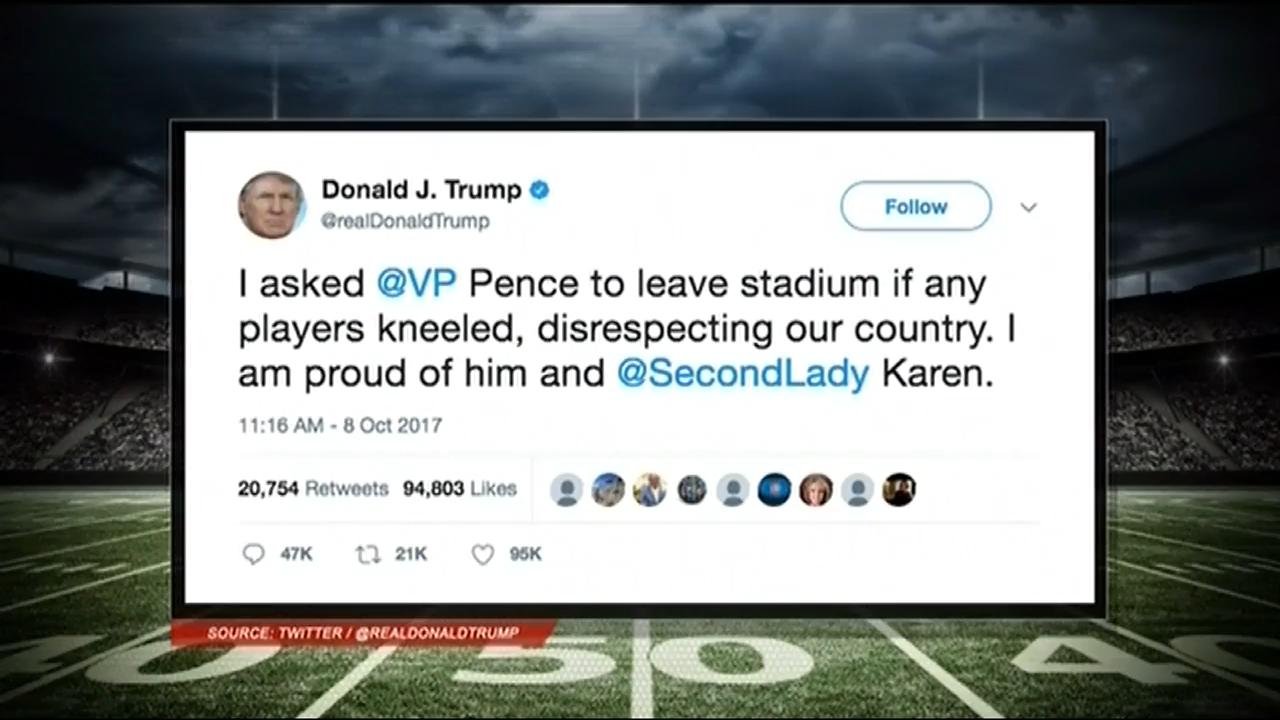 Donald J. Trump
@realDonaldTrump
Follow
I asked @VP Pence to leave stadium if any
players kneeled, disrespecting our country. I
am proud of him and @SecondLady Karen.
11:16 AM - 8 Oct 2017
20,754 Retweets 94,803 Likes
47K 21K 95K
SOURCE: TWITTER / @REALDONALDTRUMP
50 4